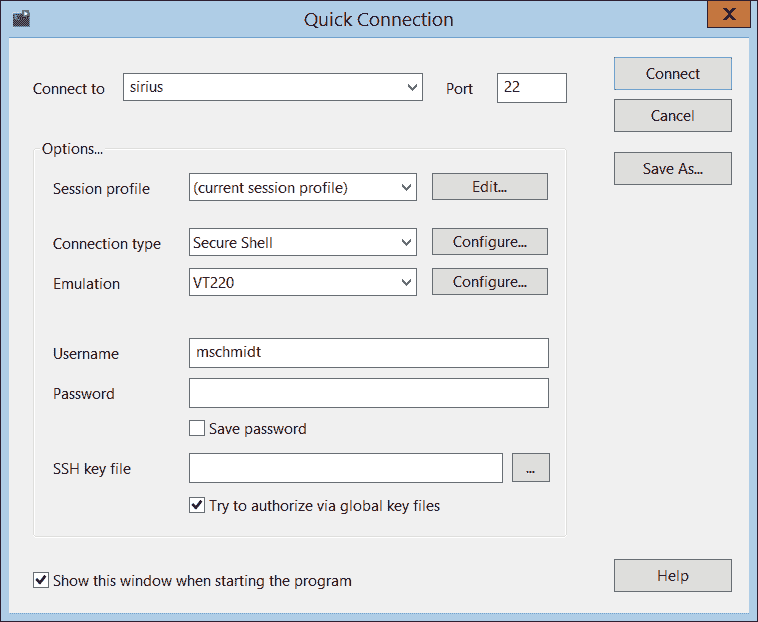 Quick Connection
Connect to sirius Port 22 Connect
Cancel
Options...
Save As...
Session profile (current session profile) Edit...
Connection type Secure Shell Configure...
Emulation VT220 Configure...
Username mschmidt
Password
Save password
SSH key file ...
Try to authorize via global key files
Show this window when starting the program Help